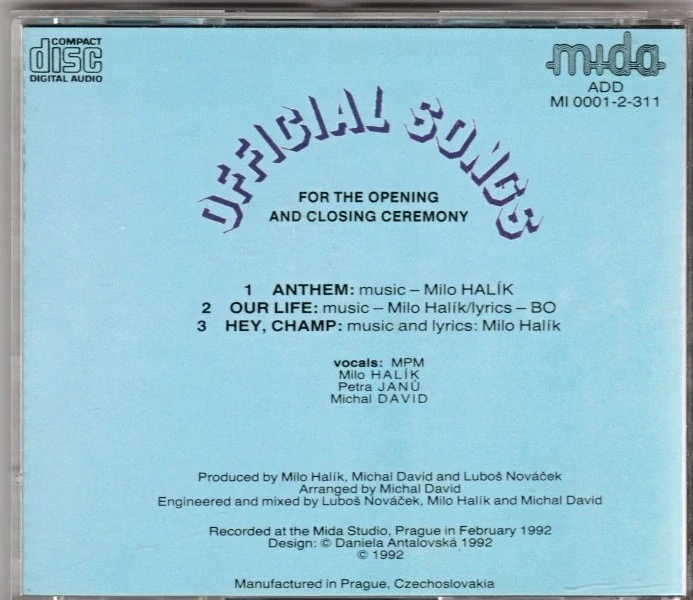 COMPACT
disc
DIGITAL AUDIO
mida
ADD
MI 0001-2-311
OFFICIAL SONGS
FOR THE OPENING
AND CLOSING CEREMONY
1 ANTHEM: music – Milo HALÍK
2 OUR LIFE: music – Milo Halík/lyrics – BO
3 HEY, CHAMP: music and lyrics: Milo Halík
vocals: MPM
Milo HALÍK
Petra JANŮ
Michal DAVID
Produced by Milo Halík, Michal David and Luboš Nováček
Arranged by Michal David
Engineered and mixed by Luboš Nováček, Milo Halík and Michal David
Recorded at the Mida Studio, Prague in February 1992
Design: © Daniela Antalovská 1992
© 1992
Manufactured in Prague, Czechoslovakia